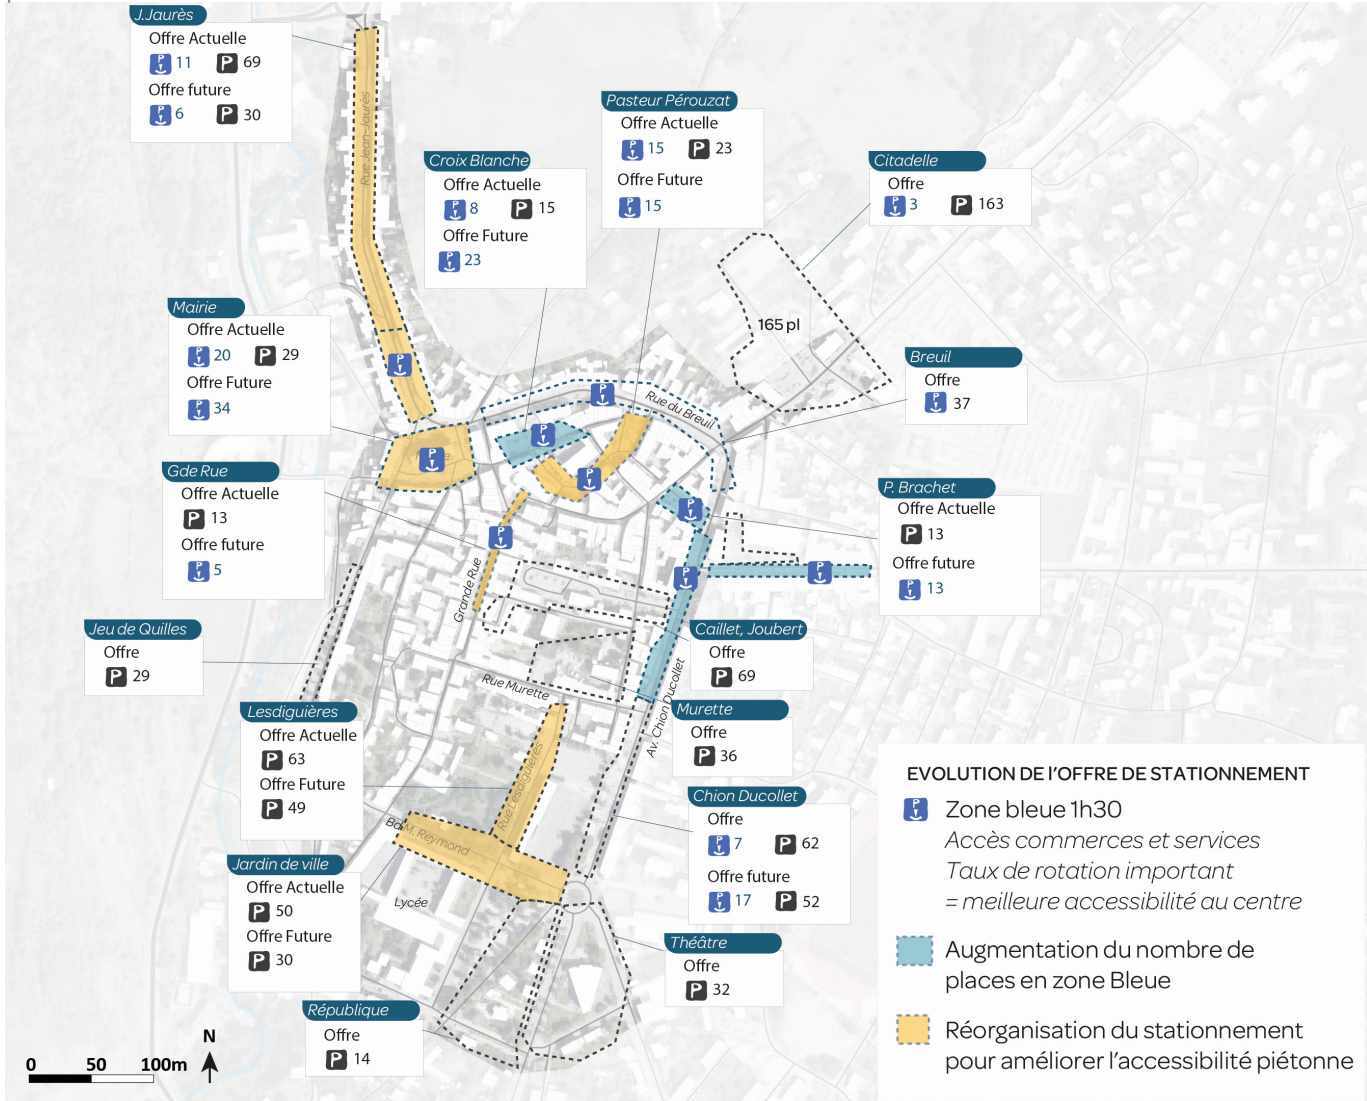 J.Jaurès
Offre Actuelle
P 11 P 69
Offre future
P 6 P 30
Pasteur Pérouzat
Offre Actuelle
P 15 P 23
Offre Future
P 15
Croix Blanche
Offre Actuelle
P 8 P 15
Offre Future
P 23
Citadelle
Offre
P 3 P 163
Rue Jean-Jaurès
Mairie
Offre Actuelle
P 20 P 29
Offre Future
P 34
165 pl
Breuil
Offre
P 37
P
P
Rue du Breuil
P
P
P
Gde Rue
Offre Actuelle
P 13
Offre future
P 5
P. Brachet
Offre Actuelle
P 13
Offre future
P 13
P
P
P
P
Grande Rue
Jeu de Quilles
Offre
P 29
Caillet, Joubert
Offre
P 69
Rue Murette
Av. Chion Ducollet
Lesdiguières
Offre Actuelle
P 63
Offre Future
P 49
Murette
Offre
P 36
Rue Lesdiguières
Chion Ducollet
Offre
P 7 P 62
Offre future
P 17 P 52
Bd M. Reymond
Jardin de ville
Offre Actuelle
P 50
Offre Future
P 30
Lycée
Théâtre
Offre
P 32
République
Offre
P 14
N
0 50 100m
EVOLUTION DE l'OFFRE DE STATIONNEMENT
P Zone bleue 1h30
Accès commerces et services
Taux de rotation important
= meilleure accessibilité au centre
Augmentation du nombre de
places en zone Bleue
Réorganisation du stationnement
pour améliorer l'accessibilité piétonne